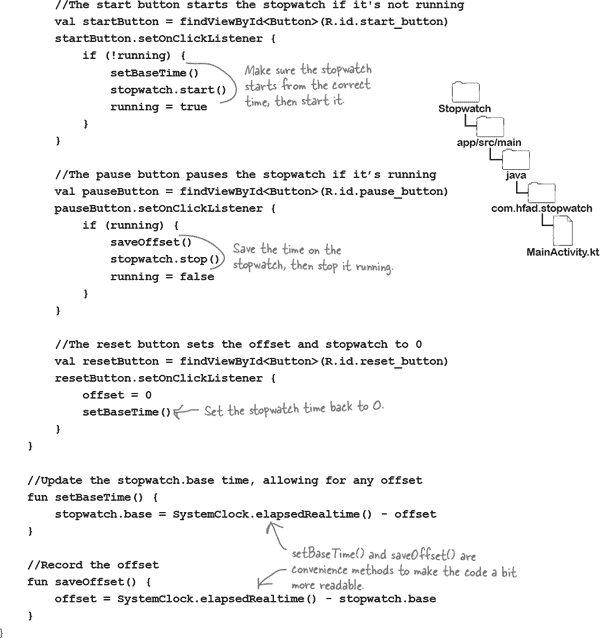 //The start button starts the stopwatch if it's not running
val startButton = findViewById<Button>(R.id.start_button)
startButton.setOnClickListener {
if (!running) {
setBaseTime()
stopwatch.start()
running = true
}
}
Make sure the stopwatch
starts from the correct
time, then start it.
Stopwatch
app/src/main
java
com.hfad.stopwatch
MainActivity.kt
//The pause button pauses the stopwatch if it’s running
val pauseButton = findViewById<Button>(R.id.pause_button)
pauseButton.setOnClickListener {
if (running) {
saveOffset()
stopwatch.stop()
running = false
}
}
Save the time on the
stopwatch, then stop it running.
//The reset button sets the offset and stopwatch to 0
val resetButton = findViewById<Button>(R.id.reset_button)
resetButton.setOnClickListener {
offset = 0
setBaseTime()
Set the stopwatch time back to 0.
}
}
//Update the stopwatch.base time, allowing for any offset
fun setBaseTime() {
stopwatch.base = SystemClock.elapsedRealtime() - offset
}
setBaseTime() and saveOffset() are
convenience methods to make the code a bit
more readable.
//Record the offset
fun saveOffset() {
offset = SystemClock.elapsedRealtime() - stopwatch.base
}
}